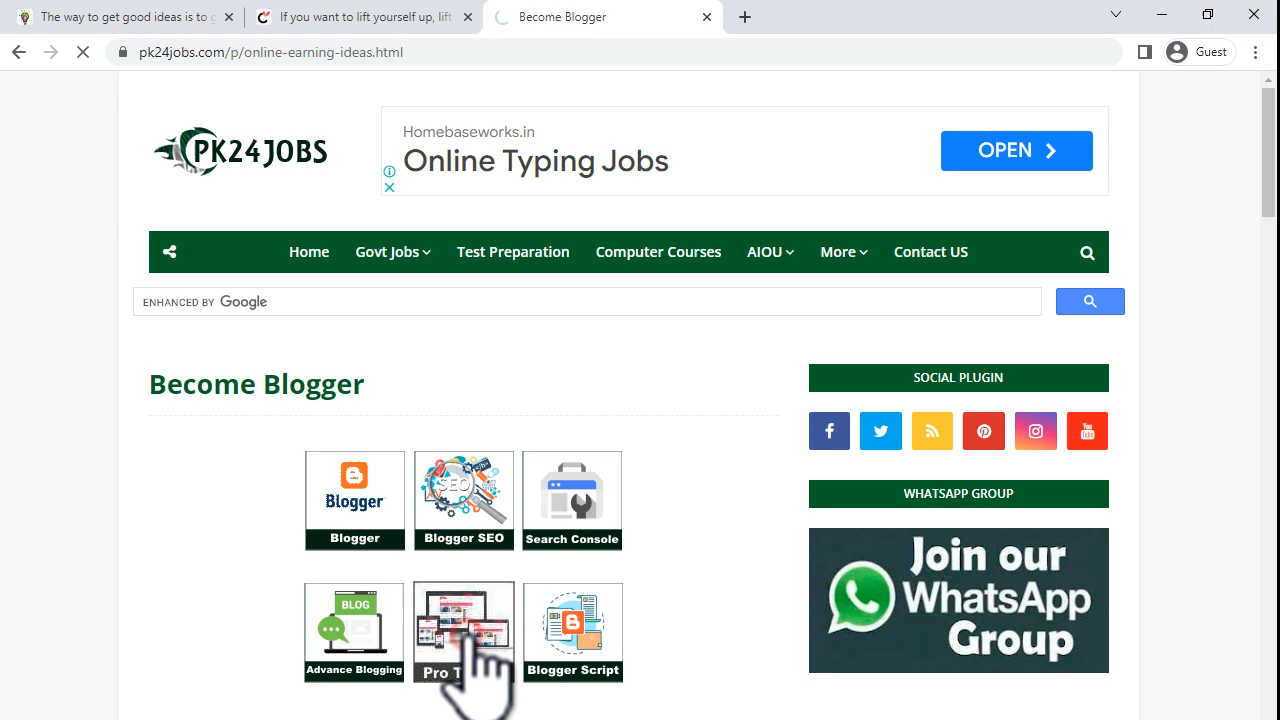 The way to get good ideas is to g
If you want to lift yourself up, lift
Become Blogger
pk24jobs.com/p/online-earning-ideas.html
Guest
PK24JOBS
Homebaseworks.in
Online Typing Jobs
OPEN
Home
Govt Jobs
Test Preparation
Computer Courses
AIOU
More
Contact US
ENHANCED BY Google
Become Blogger
SOCIAL PLUGIN
You Tube
WHATSAPP GROUP
Join our
WhatsApp
Group
Blogger
SEO
Blogger
Blogger SEO
Search Console
BLOG
Advance Blogging
Pro T
Blogger Script